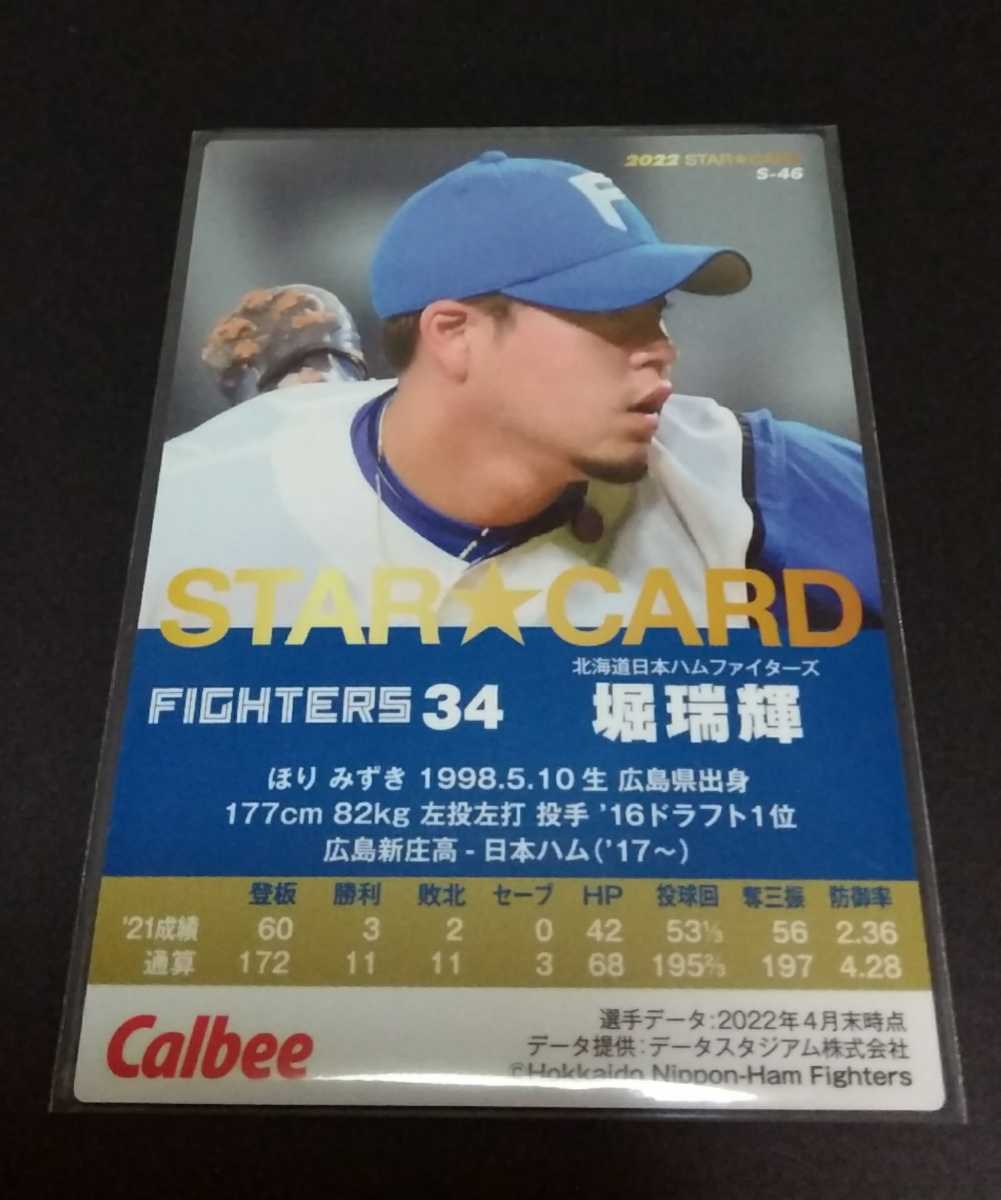 2022 STAR★CARD
S-46
F
STAR★CARD
北海道日本ハムファイターズ
FIGHTERS 34 堀瑞輝
ほり みずき 1998.5.10生 広島県出身
177cm 82kg 左投左打 投手 '16ドラフト1位
広島新庄高-日本ハム('17〜)
登板 勝利 敗北 セーブ HP 投球回 奪三振 防御率
'21成績 60 3 2 0 42 53⅓ 56 2.36
通算 172 11 11 3 68 195⅔ 197 4.28
Calbee
選手データ:2022年4月末時点
データ提供:データスタジアム株式会社
©Hokkaido Nippon-Ham Fighters